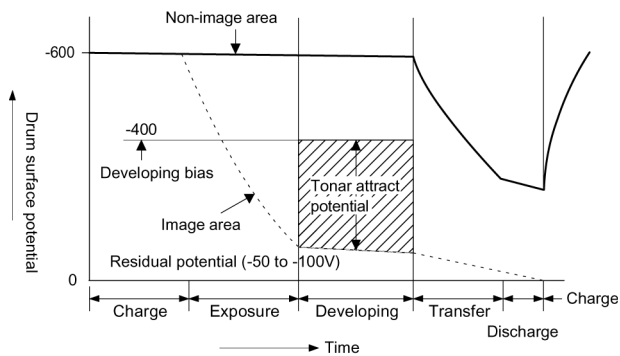 Non-image area
-600
-400
Developing bias
Tonar attract
potential
Image area
Residual potential (-50 to -100V)
0
Drum surface potential
Charge
Exposure
Developing
Transfer
Charge
Discharge
Time